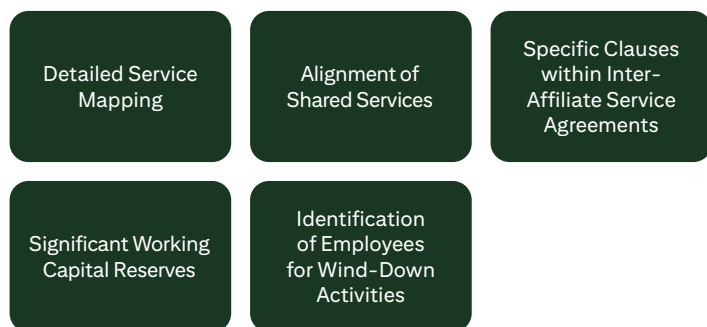 Detailed Service
Mapping
Alignment of
Shared Services
Specific Clauses
within Inter-
Affiliate Service
Agreements
Significant Working
Capital Reserves
Identification
of Employees
for Wind-Down
Activities